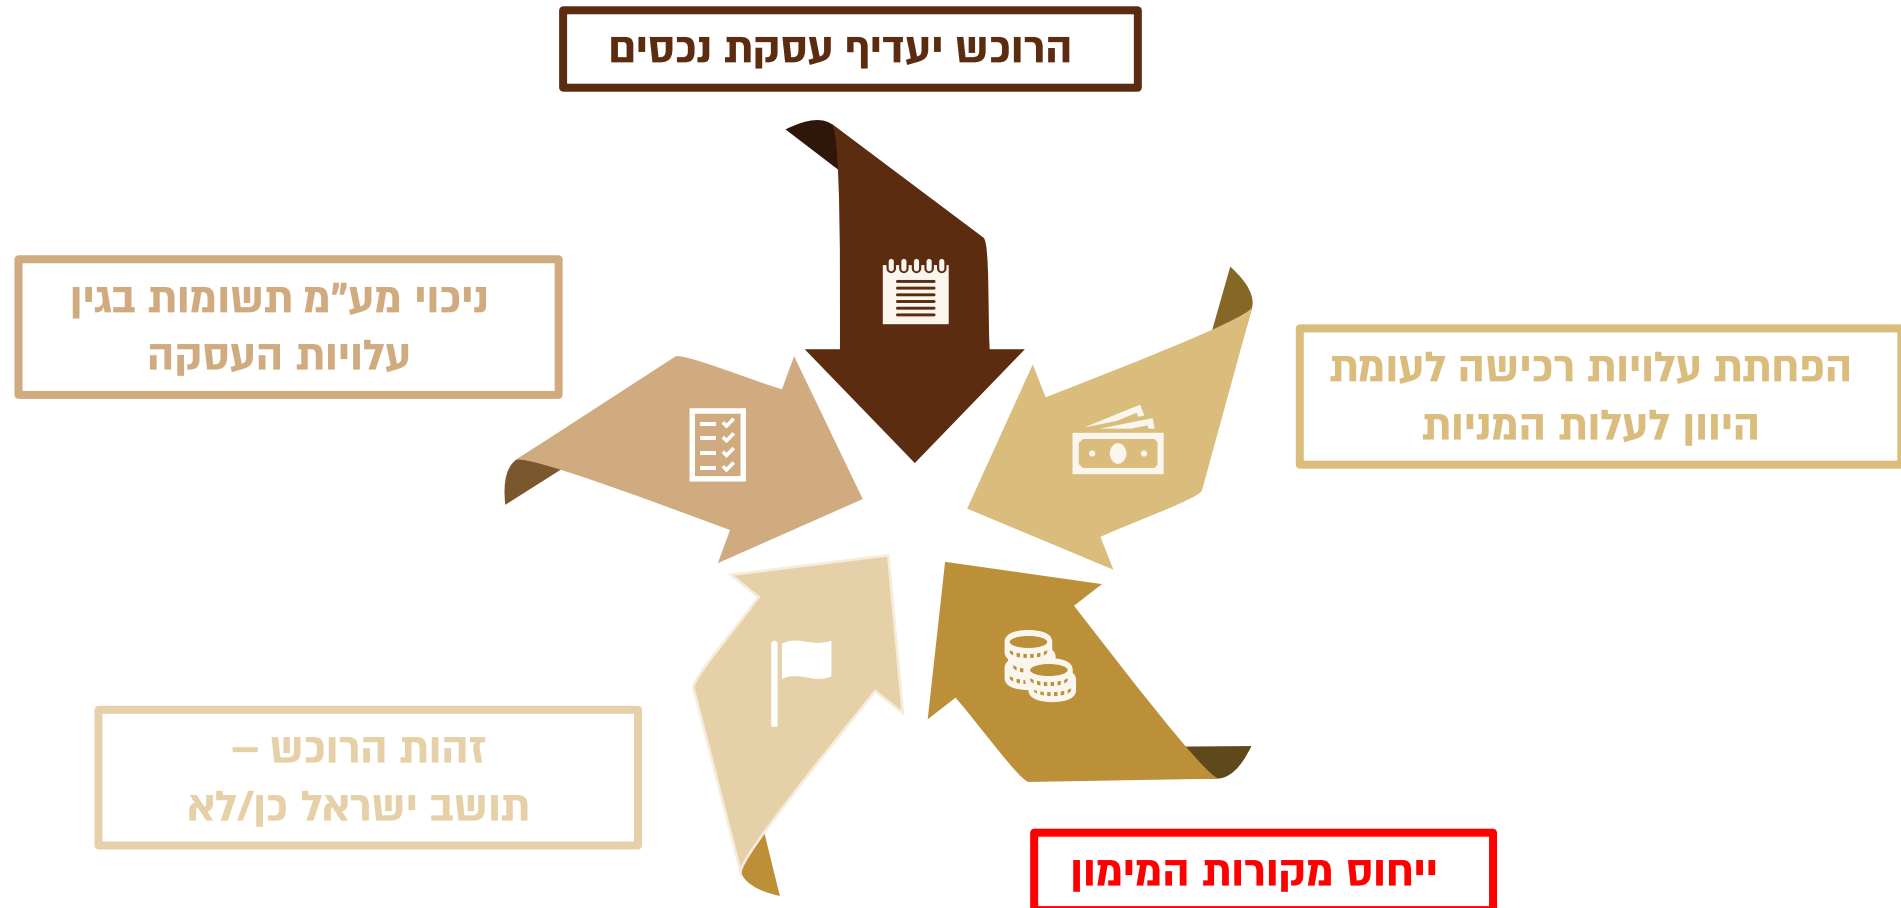 הרוכש יעדיף עסקת נכסים
הפחתת עלויות רכישה לעומת
היוון לעלות המניות
ניכוי מע"מ תשומות בגין
עלויות העסקה
זהות הרוכש –
תושב ישראל כן/לא
ייחוס מקורות המימון